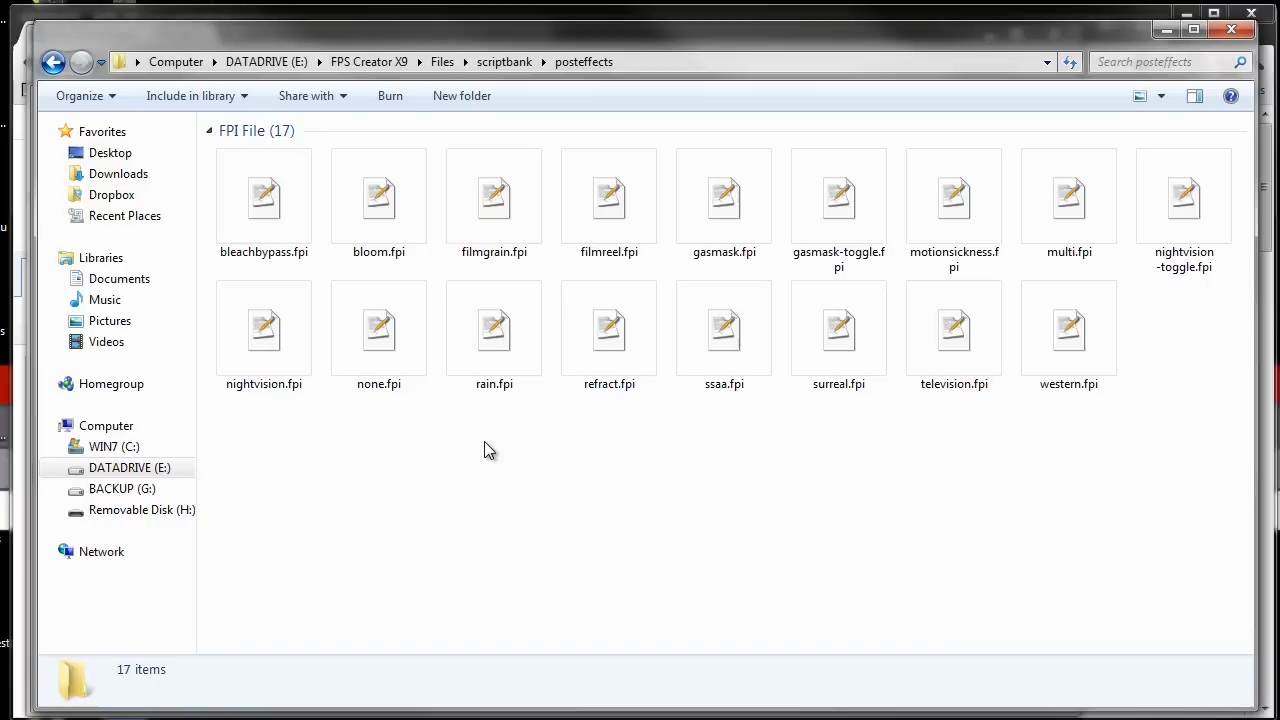 Computer
DATADRIVE (E:)
FPS Creator X9
Files
scriptbank
posteffects
Search posteffects
Organize
Include in library
Share with
Burn
New folder
Favorites
Desktop
Downloads
Dropbox
Recent Places
Libraries
Documents
Music
Pictures
Videos
Homegroup
Computer
WIN7 (C:)
DATADRIVE (E:)
BACKUP (G:)
Removable Disk (H:)
Network
FPI File (17)
bleachbypass.fpi
bloom.fpi
filmgrain.fpi
filmreel.fpi
gasmask.fpi
gasmask-toggle.f
pi
motionsickness.f
pi
multi.fpi
nightvision
-toggle.fpi
nightvision.fpi
none.fpi
rain.fpi
refract.fpi
ssaa.fpi
surreal.fpi
television.fpi
western.fpi
17 items